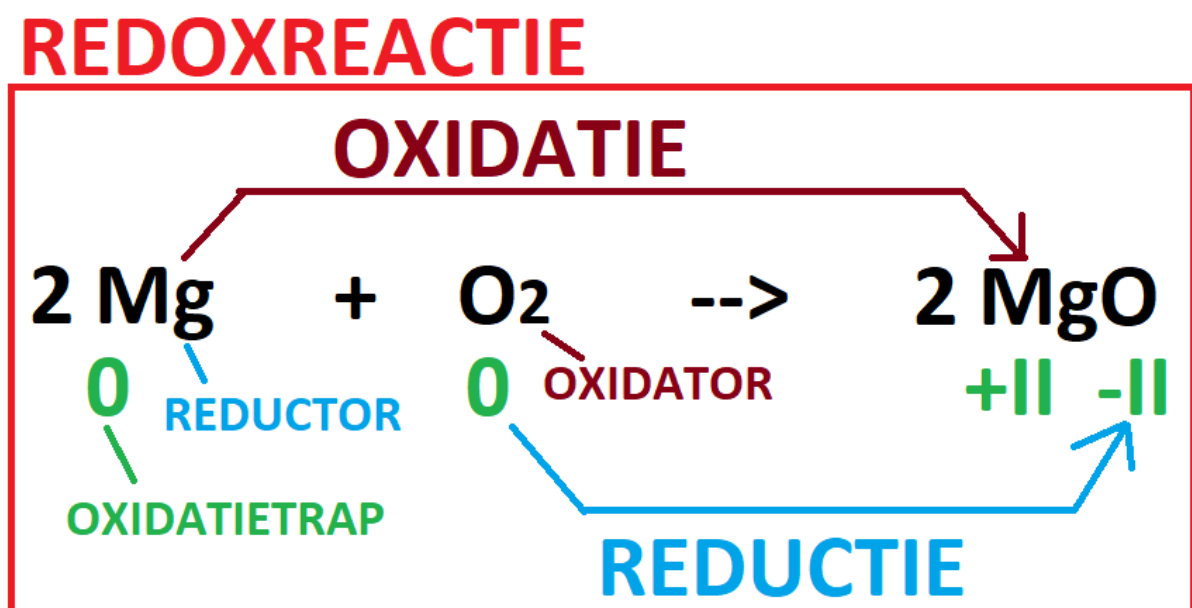 REDOXREACTIE
OXIDATIE
2 Mg + O2 --> 2 MgO
0 0 OXIDATOR +II -II
REDUCTOR
OXIDATIETRAP
REDUCTIE